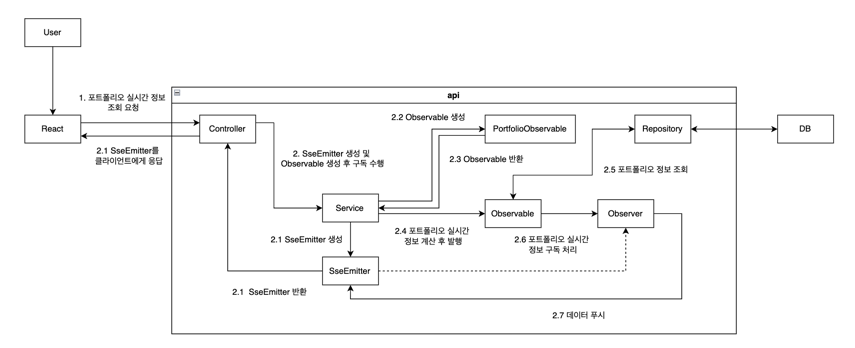 User
api
1. 포트폴리오 실시간 정보
조회 요청
React
Controller
2.1 SseEmitter를
클라이언트에게 응답
2. SseEmitter 생성 및
Observable 생성 후 구독 수행
2.2 Observable 생성
PortfolioObservable
2.3 Observable 반환
Repository
DB
2.5 포트폴리오 정보 조회
Service
Observable
Observer
2.1 SseEmitter 생성
2.4 포트폴리오 실시간
정보 계산 후 발행
2.6 포트폴리오 실시간
정보 구독 처리
SseEmitter
2.1 SseEmitter 반환
2.7 데이터 푸시